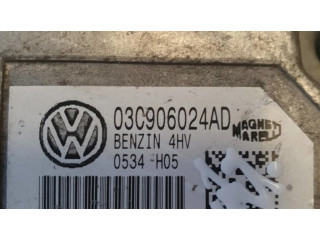 03C906024AD
BENZIN 4HV
0534 H05
MAGNETI
MARELLI